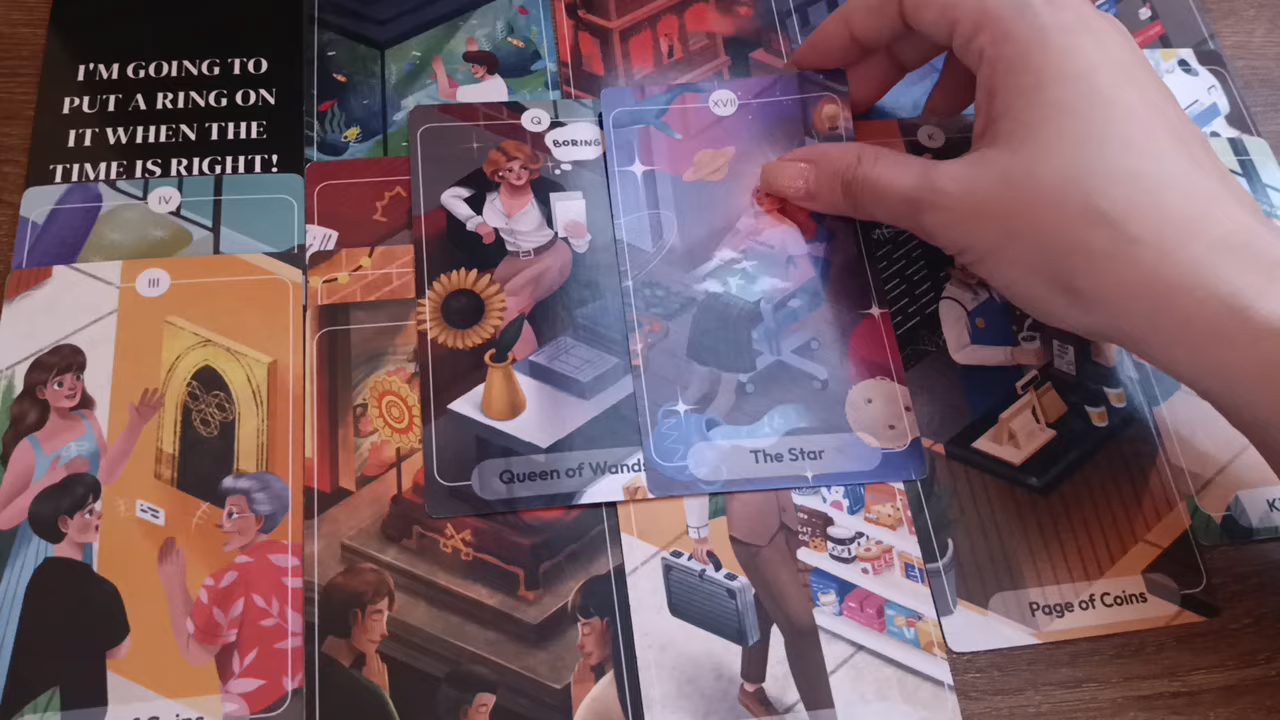 I'M GOING TO
PUT A RING ON
IT WHEN THE
TIME IS RIGHT!
IV
III
Q
BORING
Queen of Wands
XVII
The Star
K
Page of Coins